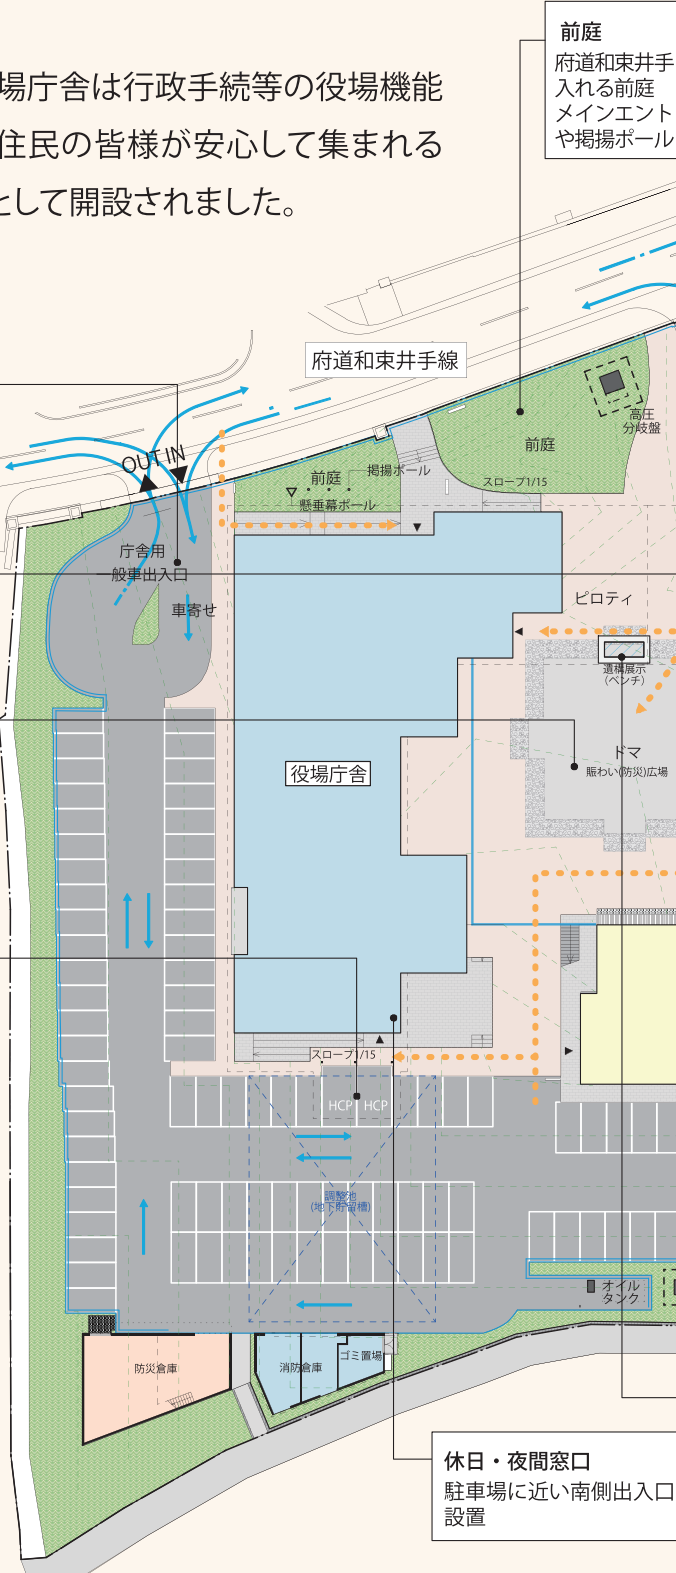 場庁舎は行政手続等の役場機能
住民の皆様が安心して集まれる
として開設されました。
前庭
府道和束井手
入れる前庭
メインエント
や掲揚ポール
府道和束井手線
高圧
分岐盤
前庭
スロープ1/15
掲揚ポール
前庭
懸垂幕ポール
OUT IN
庁舎用
一般車出入口
車寄せ
ピロティ
遺構展示
(ベンチ)
ドマ
賑わい(防災)広場
役場庁舎
スロープ1/15
HCP HCP
調整池
(地下貯留槽)
オイル
タンク
防災倉庫
消防倉庫
ゴミ置場
休日・夜間窓口
駐車場に近い南側出入口
設置